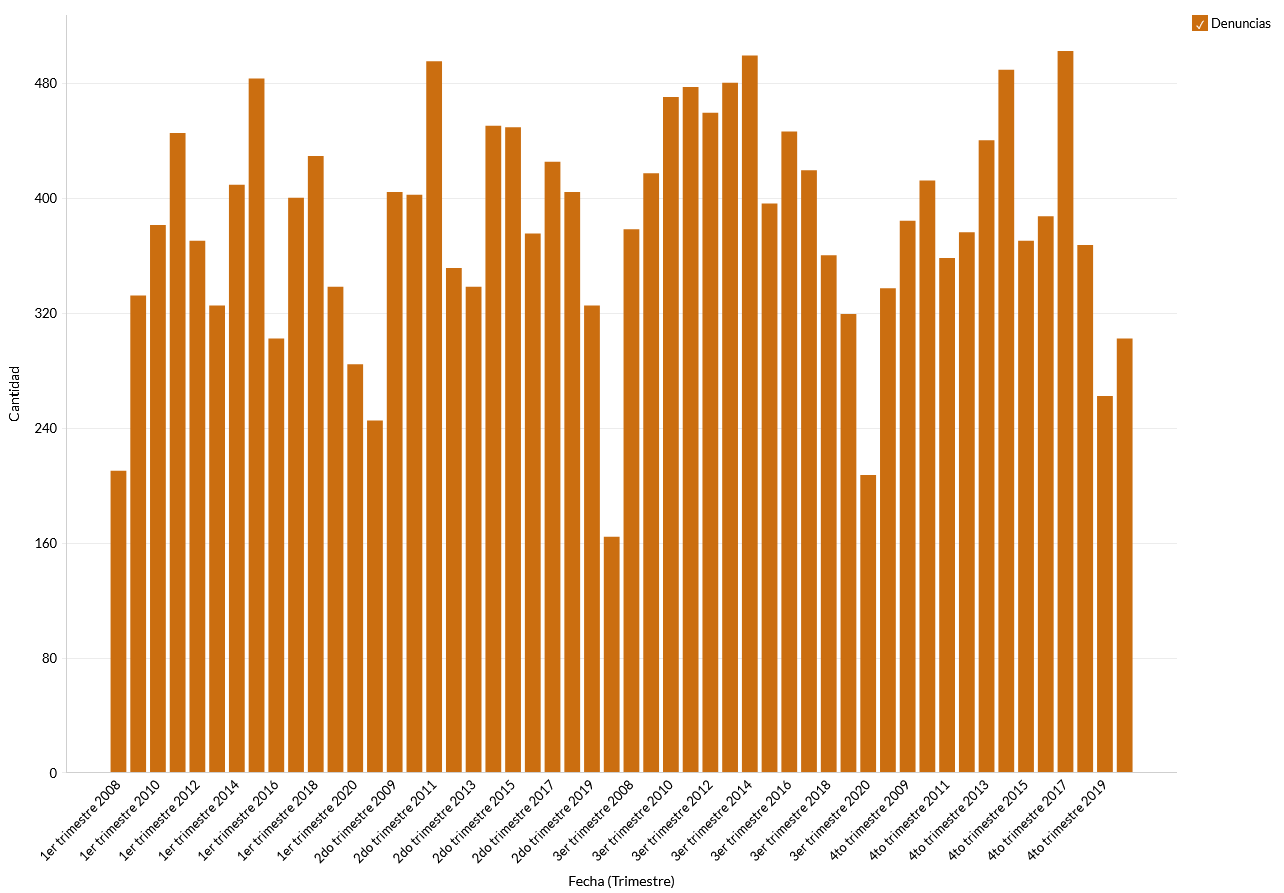 Denuncias
480
400
320
240
160
80
0
Cantidad
1er trimestre 2008
1er trimestre 2010
1er trimestre 2012
1er trimestre 2014
1er trimestre 2016
1er trimestre 2018
1er trimestre 2020
2do trimestre 2009
2do trimestre 2011
2do trimestre 2013
2do trimestre 2015
2do trimestre 2017
2do trimestre 2019
3er trimestre 2008
3er trimestre 2010
3er trimestre 2012
3er trimestre 2014
3er trimestre 2016
3er trimestre 2018
3er trimestre 2020
4to trimestre 2009
4to trimestre 2011
4to trimestre 2013
4to trimestre 2015
4to trimestre 2017
4to trimestre 2019
Fecha (Trimestre)